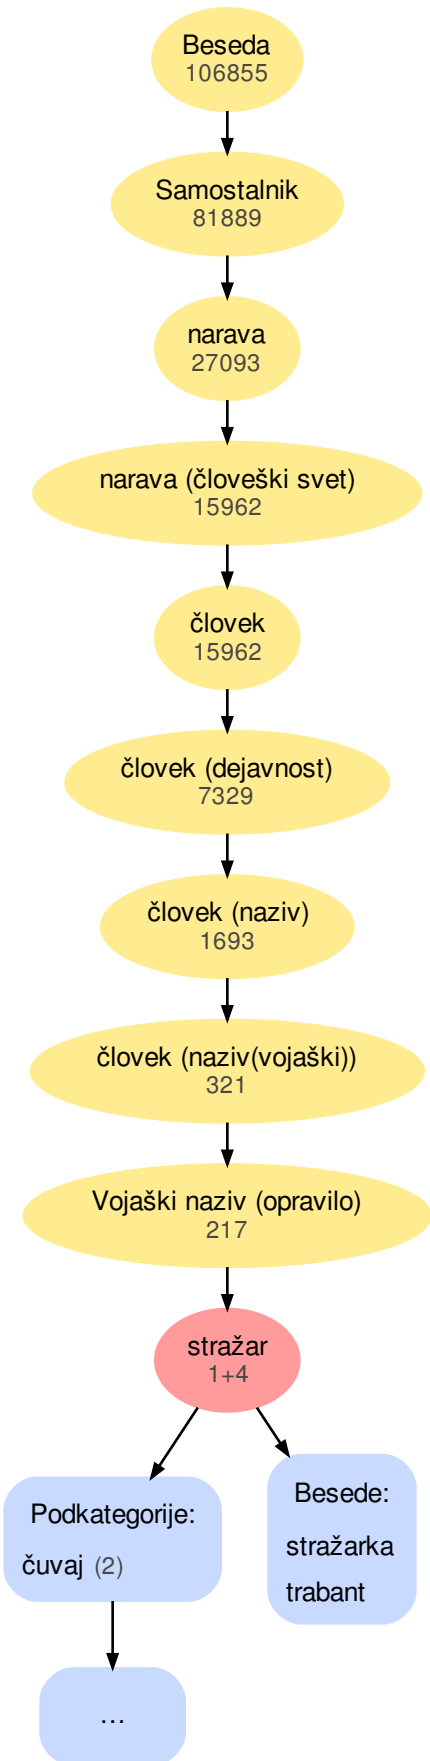 Beseda
106855
Samostalnik
81889
narava
27093
narava (človeški svet)
15962
človek
15962
človek (dejavnost)
7329
človek (naziv)
1693
človek (naziv(vojaški))
321
Vojaški naziv (opravilo)
217
stražar
1+4
Podkategorije:
čuvaj (2)
Besede:
stražarka
trabant
...